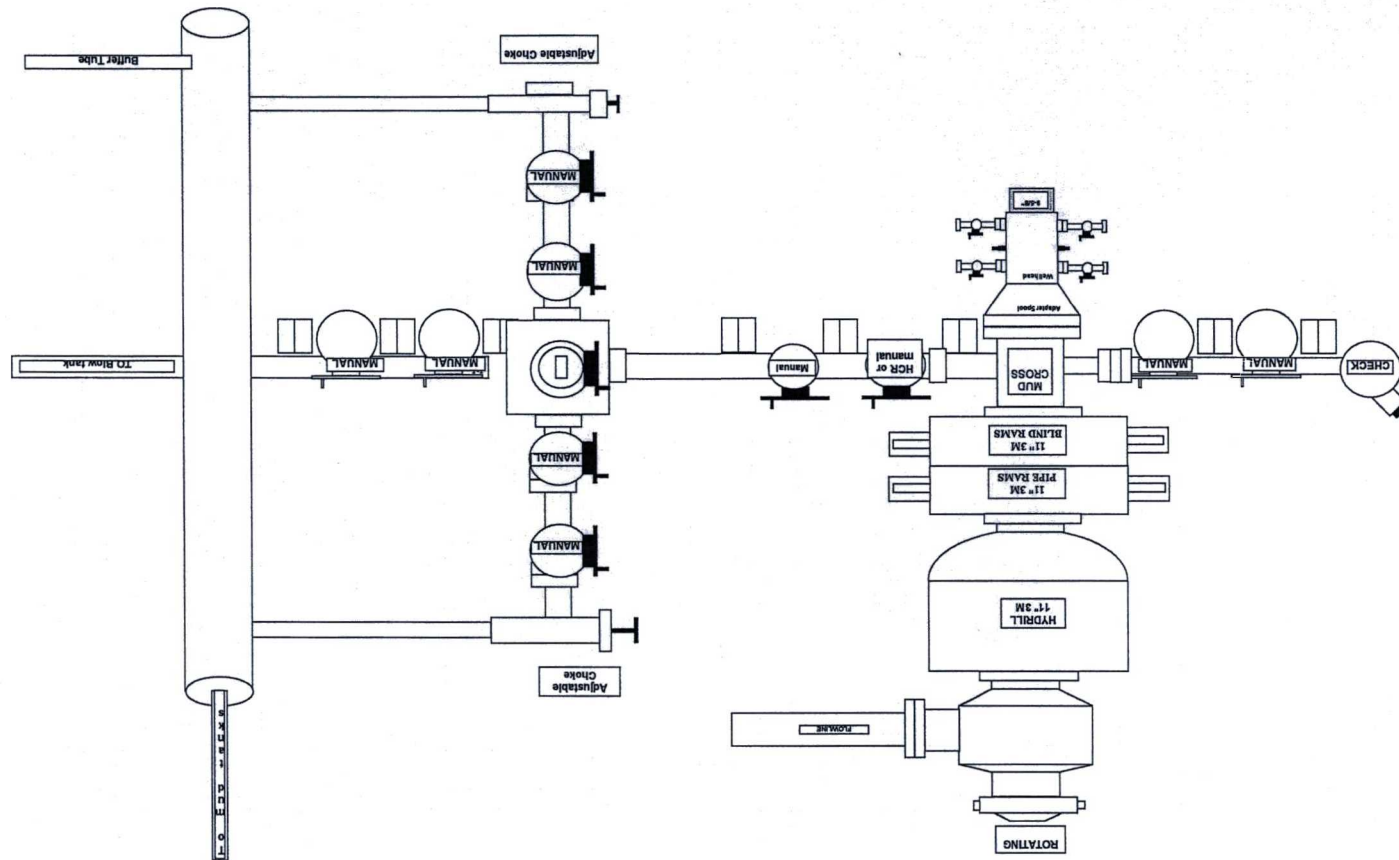 ROTATING
To mud tanks
FLOWLINE
Adjustable
Choke
HYDRILL
11" 3M
MANUAL
11" 3M
PIPE RAMS
MANUAL
11" 3M
BLIND RAMS
CHECK
MANUAL
MANUAL
MUD
CROSS
HCR or
manual
Manual
MANUAL
MANUAL
TO Blow tank
Adapter Spool
Wellhead
MANUAL
9-5/8"
MANUAL
Buffer Tube
Adjustable Choke